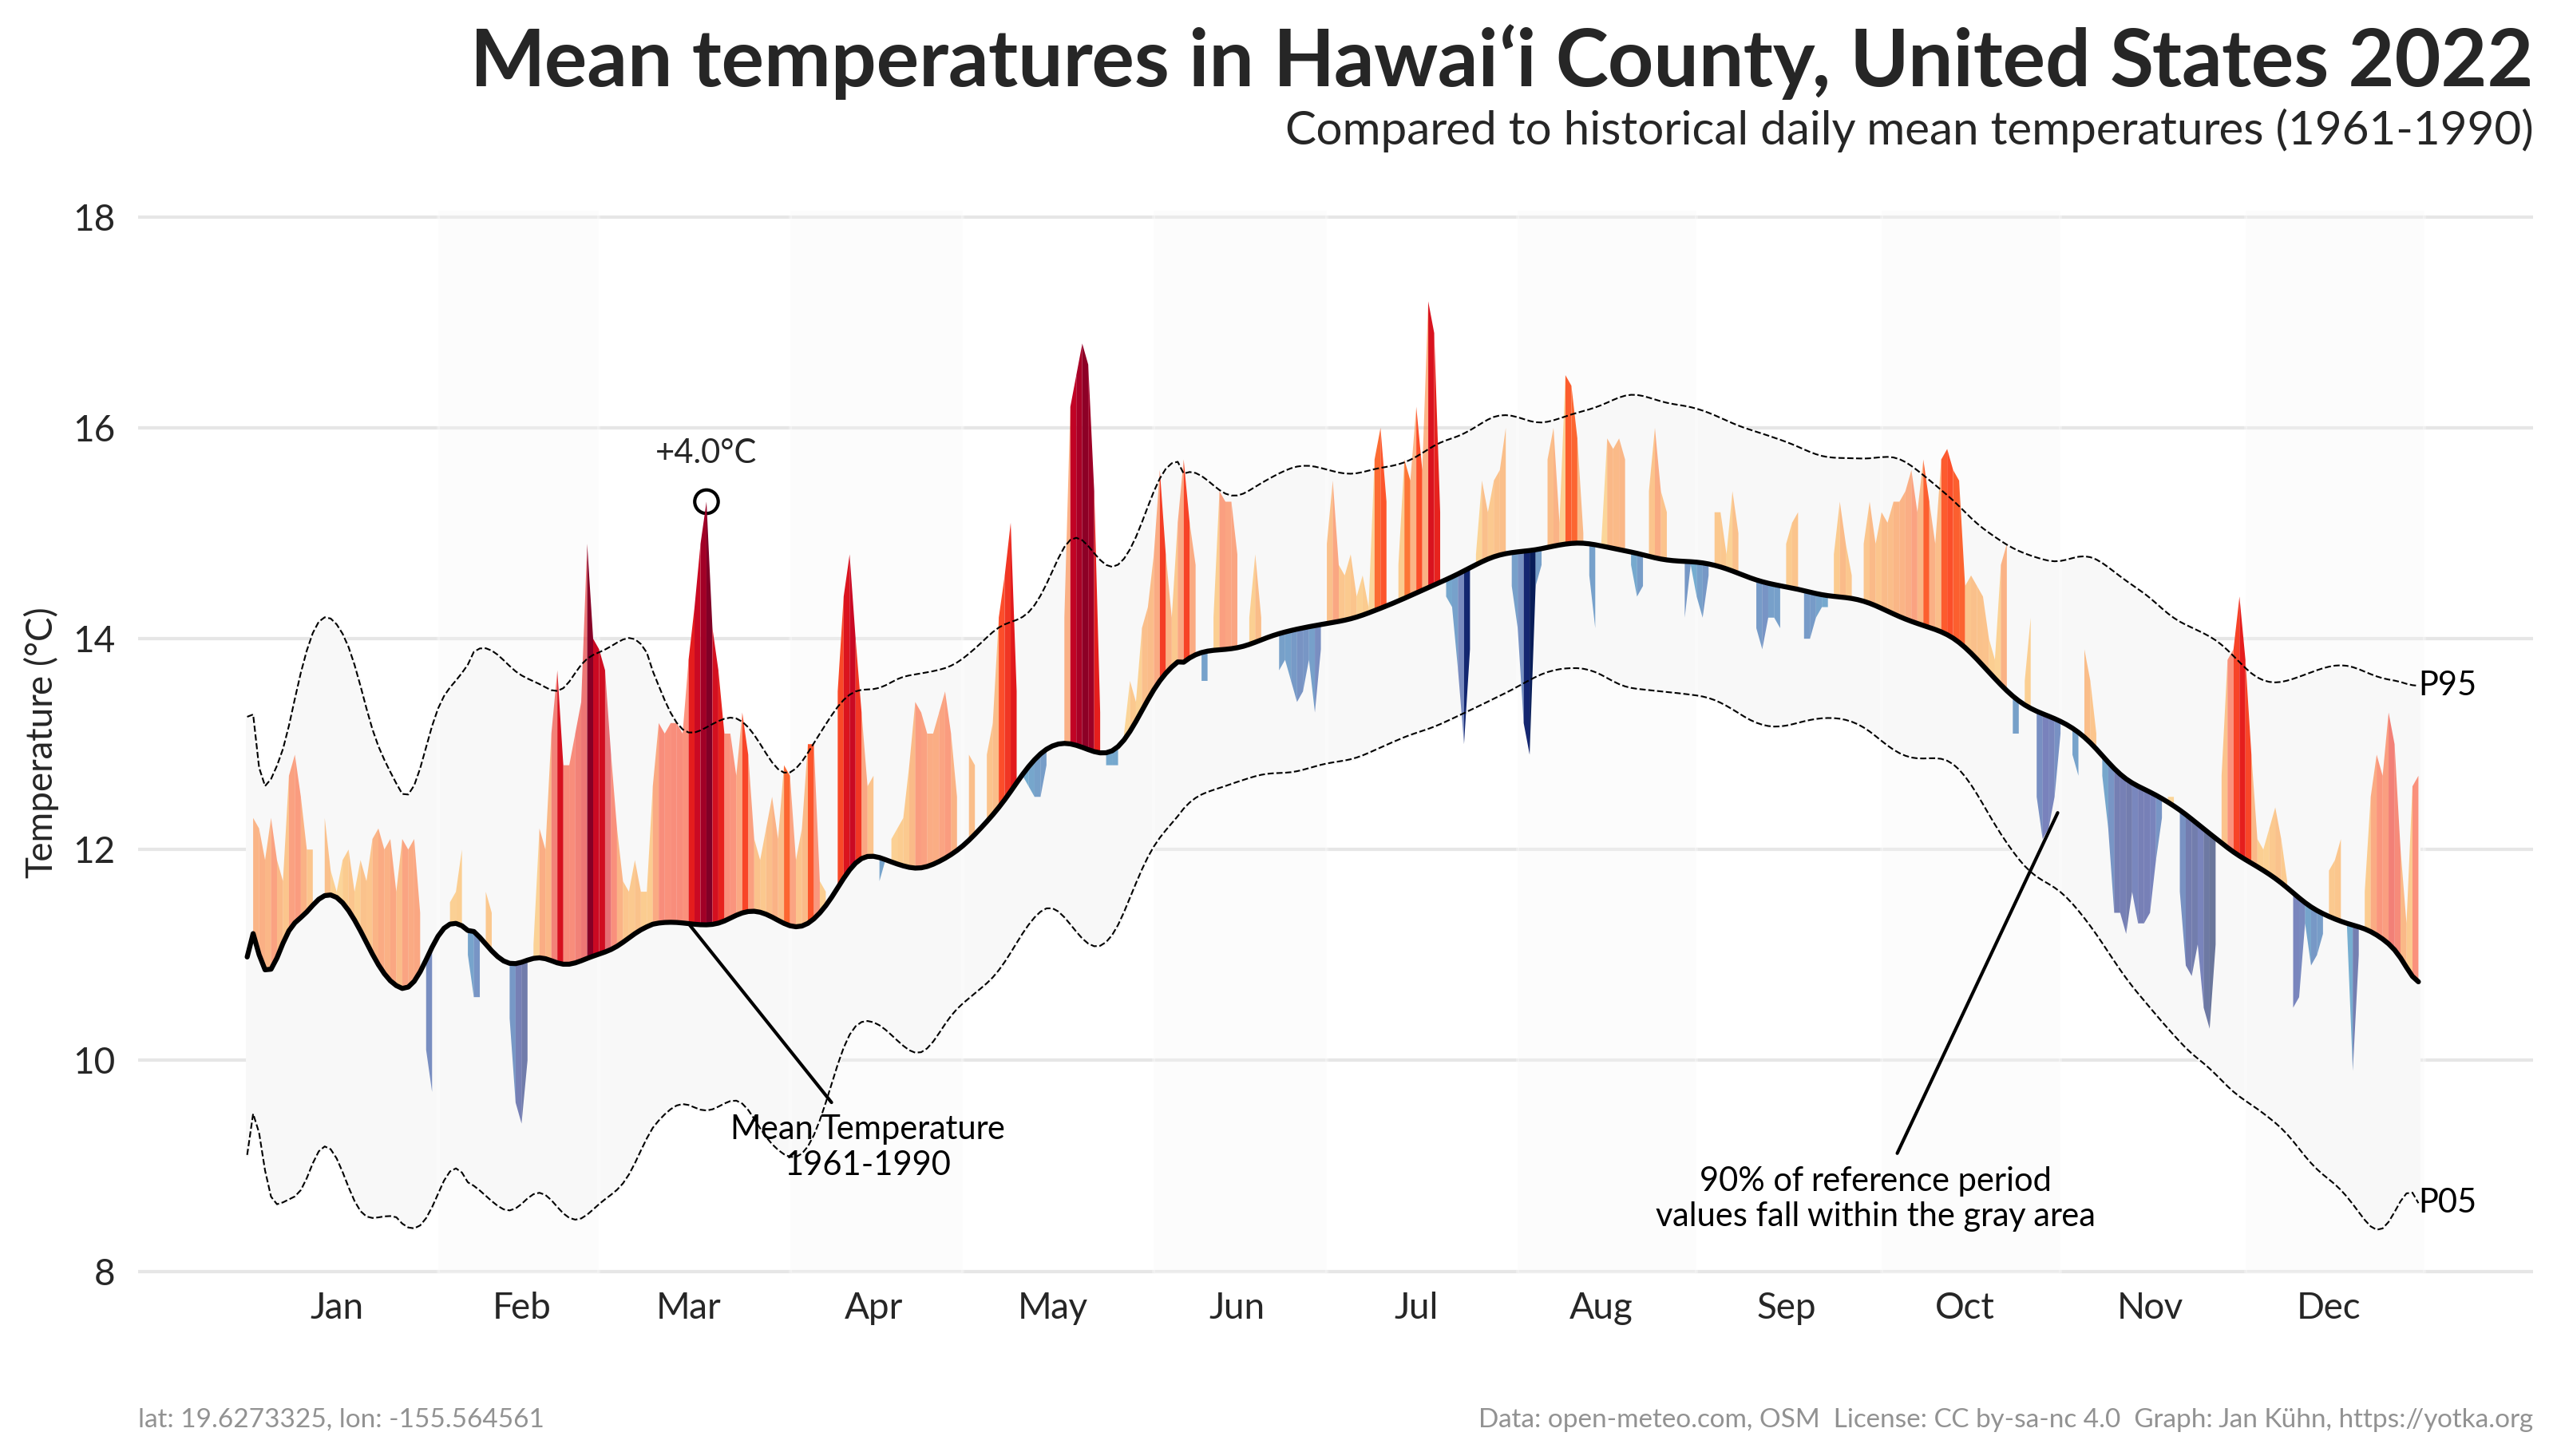 Mean temperatures in Hawaiʻi County, United States 2022
Compared to historical daily mean temperatures (1961-1990)
Temperature (°C)
18
16
14
12
10
8
+4.0°C
P95
P05
Mean Temperature
1961-1990
90% of reference period
values fall within the gray area
Jan Feb Mar Apr May Jun Jul Aug Sep Oct Nov Dec
lat: 19.6273325, lon: -155.564561
Data: open-meteo.com, OSM  License: CC by-sa-nc 4.0  Graph: Jan Kühn, https://yotka.org